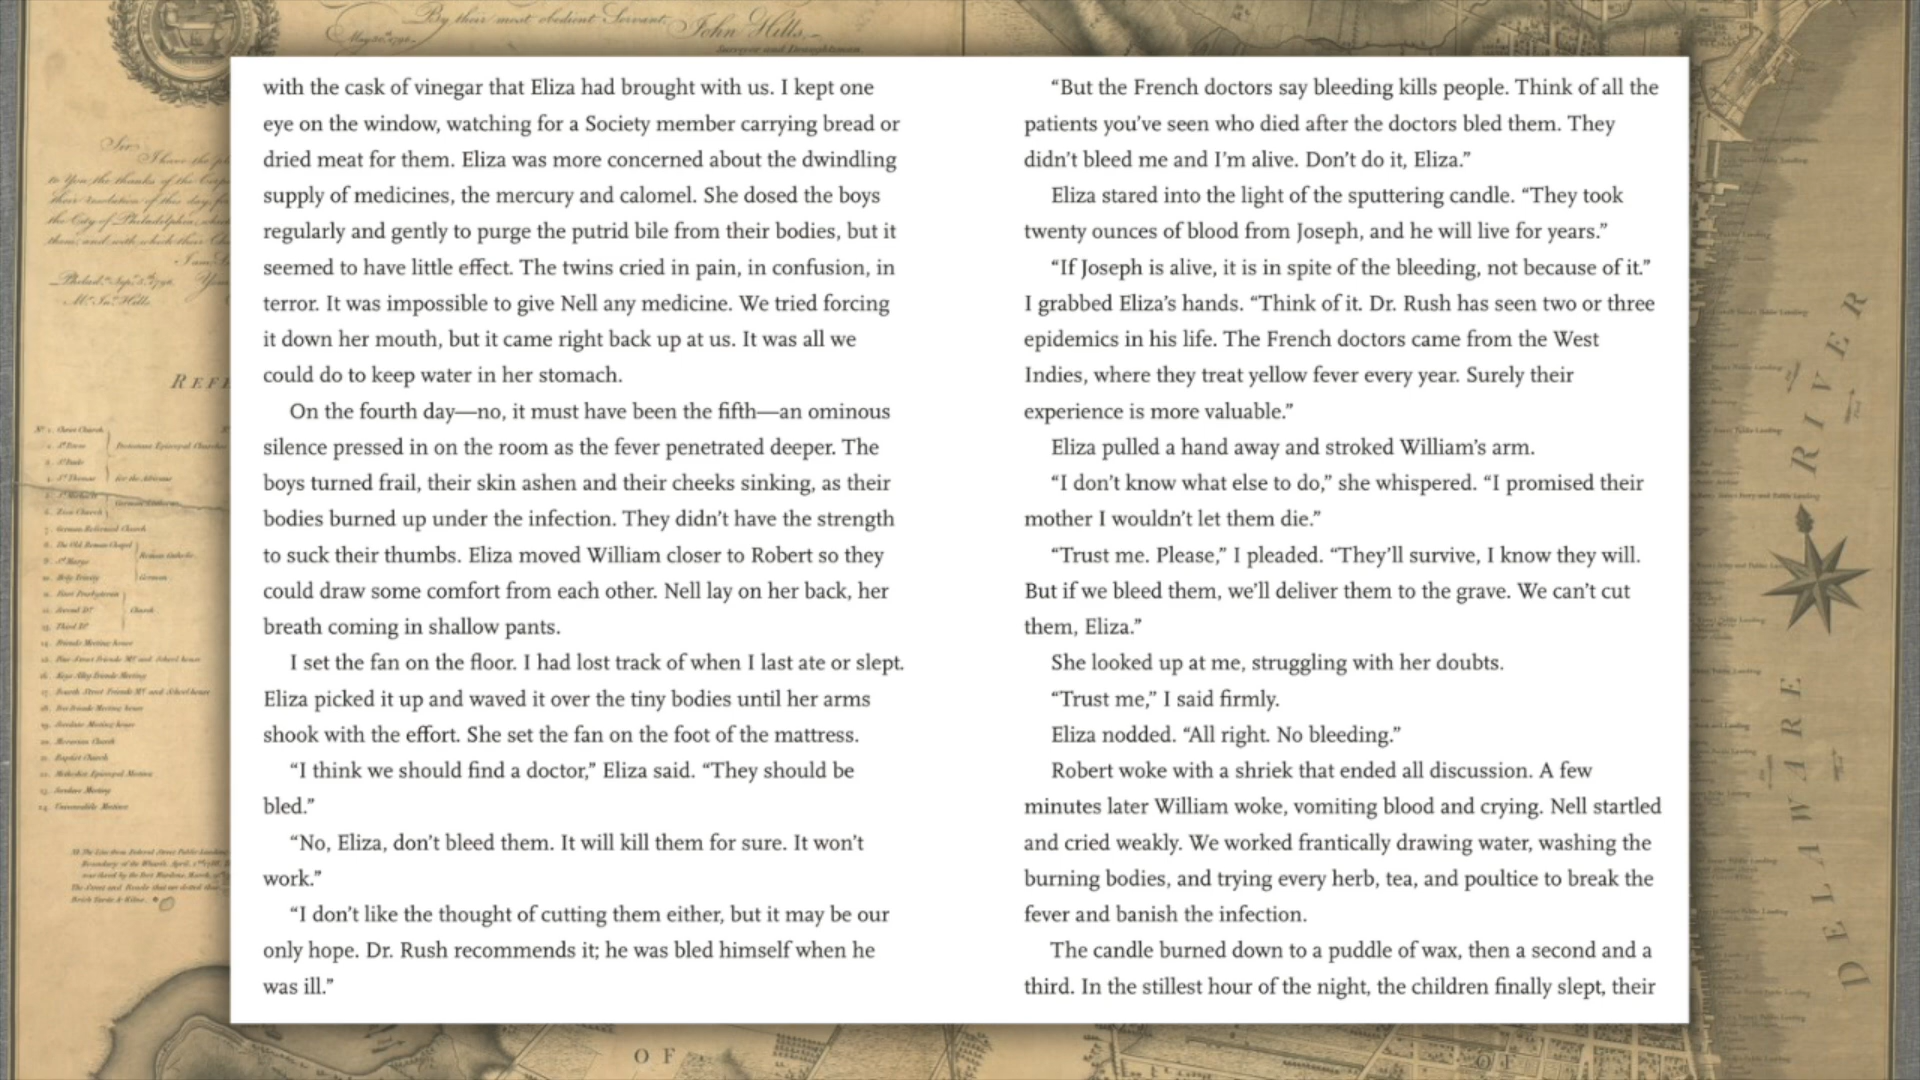 By their most obedient Servant,
John Hills,
Surveyor and Draughtsman.
with the cask of vinegar that Eliza had brought with us. I kept one
eye on the window, watching for a Society member carrying bread or
dried meat for them. Eliza was more concerned about the dwindling
supply of medicines, the mercury and calomel. She dosed the boys
regularly and gently to purge the putrid bile from their bodies, but it
seemed to have little effect. The twins cried in pain, in confusion, in
terror. It was impossible to give Nell any medicine. We tried forcing
it down her mouth, but it came right back up at us. It was all we
could do to keep water in her stomach.
On the fourth day—no, it must have been the fifth—an ominous
silence pressed in on the room as the fever penetrated deeper. The
boys turned frail, their skin ashen and their cheeks sinking, as their
bodies burned up under the infection. They didn’t have the strength
to suck their thumbs. Eliza moved William closer to Robert so they
could draw some comfort from each other. Nell lay on her back, her
breath coming in shallow pants.
I set the fan on the floor. I had lost track of when I last ate or slept.
Eliza picked it up and waved it over the tiny bodies until her arms
shook with the effort. She set the fan on the foot of the mattress.
“I think we should find a doctor,” Eliza said. “They should be
bled.”
“No, Eliza, don’t bleed them. It will kill them for sure. It won’t
work.”
“I don’t like the thought of cutting them either, but it may be our
only hope. Dr. Rush recommends it; he was bled himself when he
was ill.”
“But the French doctors say bleeding kills people. Think of all the
patients you’ve seen who died after the doctors bled them. They
didn’t bleed me and I’m alive. Don’t do it, Eliza.”
Eliza stared into the light of the sputtering candle. “They took
twenty ounces of blood from Joseph, and he will live for years.”
“If Joseph is alive, it is in spite of the bleeding, not because of it.”
I grabbed Eliza’s hands. “Think of it. Dr. Rush has seen two or three
epidemics in his life. The French doctors came from the West
Indies, where they treat yellow fever every year. Surely their
experience is more valuable.”
Eliza pulled a hand away and stroked William’s arm.
“I don’t know what else to do,” she whispered. “I promised their
mother I wouldn’t let them die.”
“Trust me. Please,” I pleaded. “They’ll survive, I know they will.
But if we bleed them, we’ll deliver them to the grave. We can’t cut
them, Eliza.”
She looked up at me, struggling with her doubts.
“Trust me,” I said firmly.
Eliza nodded. “All right. No bleeding.”
Robert woke with a shriek that ended all discussion. A few
minutes later William woke, vomiting blood and crying. Nell startled
and cried weakly. We worked frantically drawing water, washing the
burning bodies, and trying every herb, tea, and poultice to break the
fever and banish the infection.
The candle burned down to a puddle of wax, then a second and a
third. In the stillest hour of the night, the children finally slept, their
DELAWARE RIVER
OF
OF